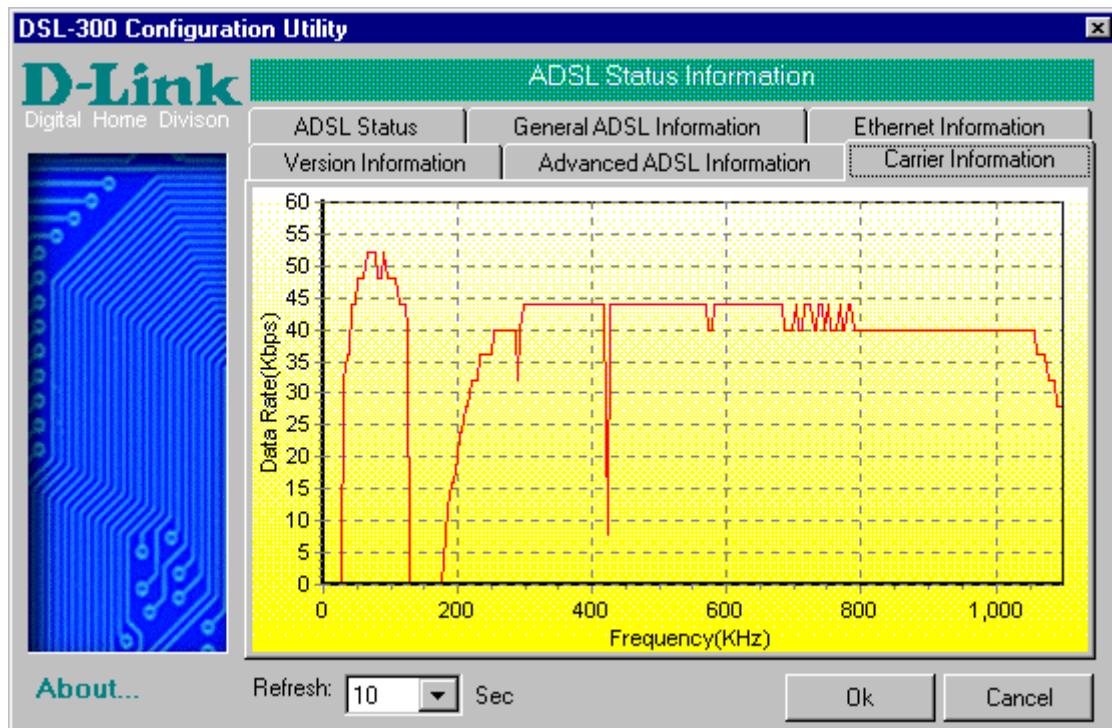 DSL-300 Configuration Utility
D-Link
Digital Home Divison
ADSL Status Information
ADSL Status
General ADSL Information
Ethernet Information
Version Information
Advanced ADSL Information
Carrier Information
Data Rate(Kbps)
60
55
50
45
40
35
30
25
20
15
10
5
0
0 200 400 600 800 1,000
Frequency(KHz)
About...
Refresh: 10 Sec
Ok
Cancel